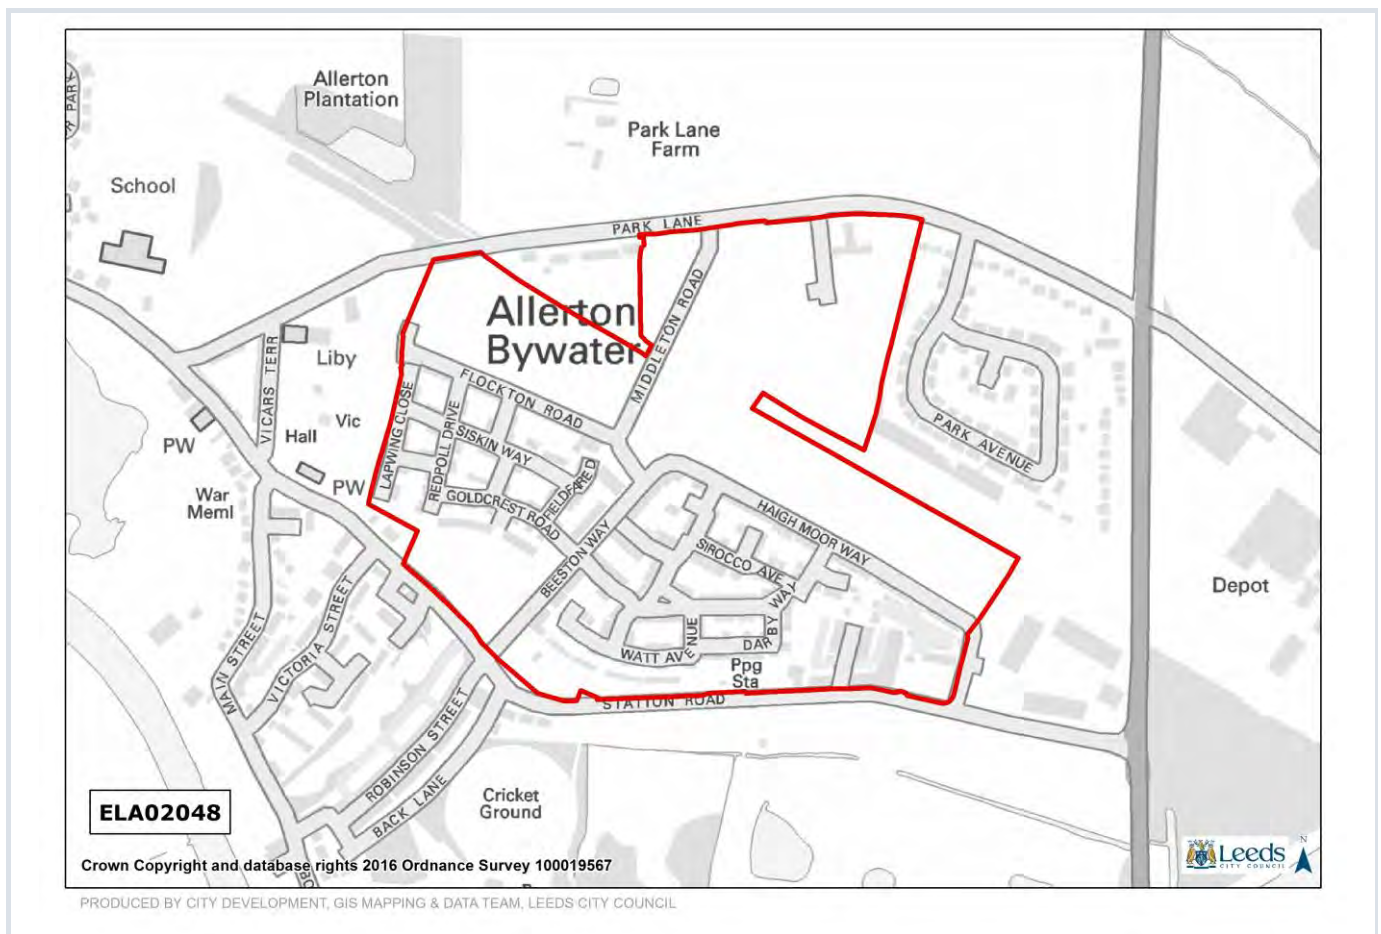 Allerton
Plantation
Park Lane
Farm
School
PARK
PARK LANE
Allerton
Bywater
MIDDLETON ROAD
VICARS TERR
Liby
FLOCKTON ROAD
LAPWING CLOSE
REDPOLL DRIVE
SISKIN WAY
PARK AVENUE
Vic
Hall
PW
PW
War
Meml
GOLDCREST ROAD
BEESTON WAY
HAIGH MOOR WAY
SIROCCO AVE
DARBY WAY
WATT AVENUE
Ppg
Sta
Depot
MAIN STREET
VICTORIA STREET
STATION ROAD
ROBINSON STREET
BACK LANE
Cricket
Ground
ELA02048
Crown Copyright and database rights 2016 Ordnance Survey 100019567
N
Leeds
CITY COUNCIL
PRODUCED BY CITY DEVELOPMENT, GIS MAPPING & DATA TEAM, LEEDS CITY COUNCIL